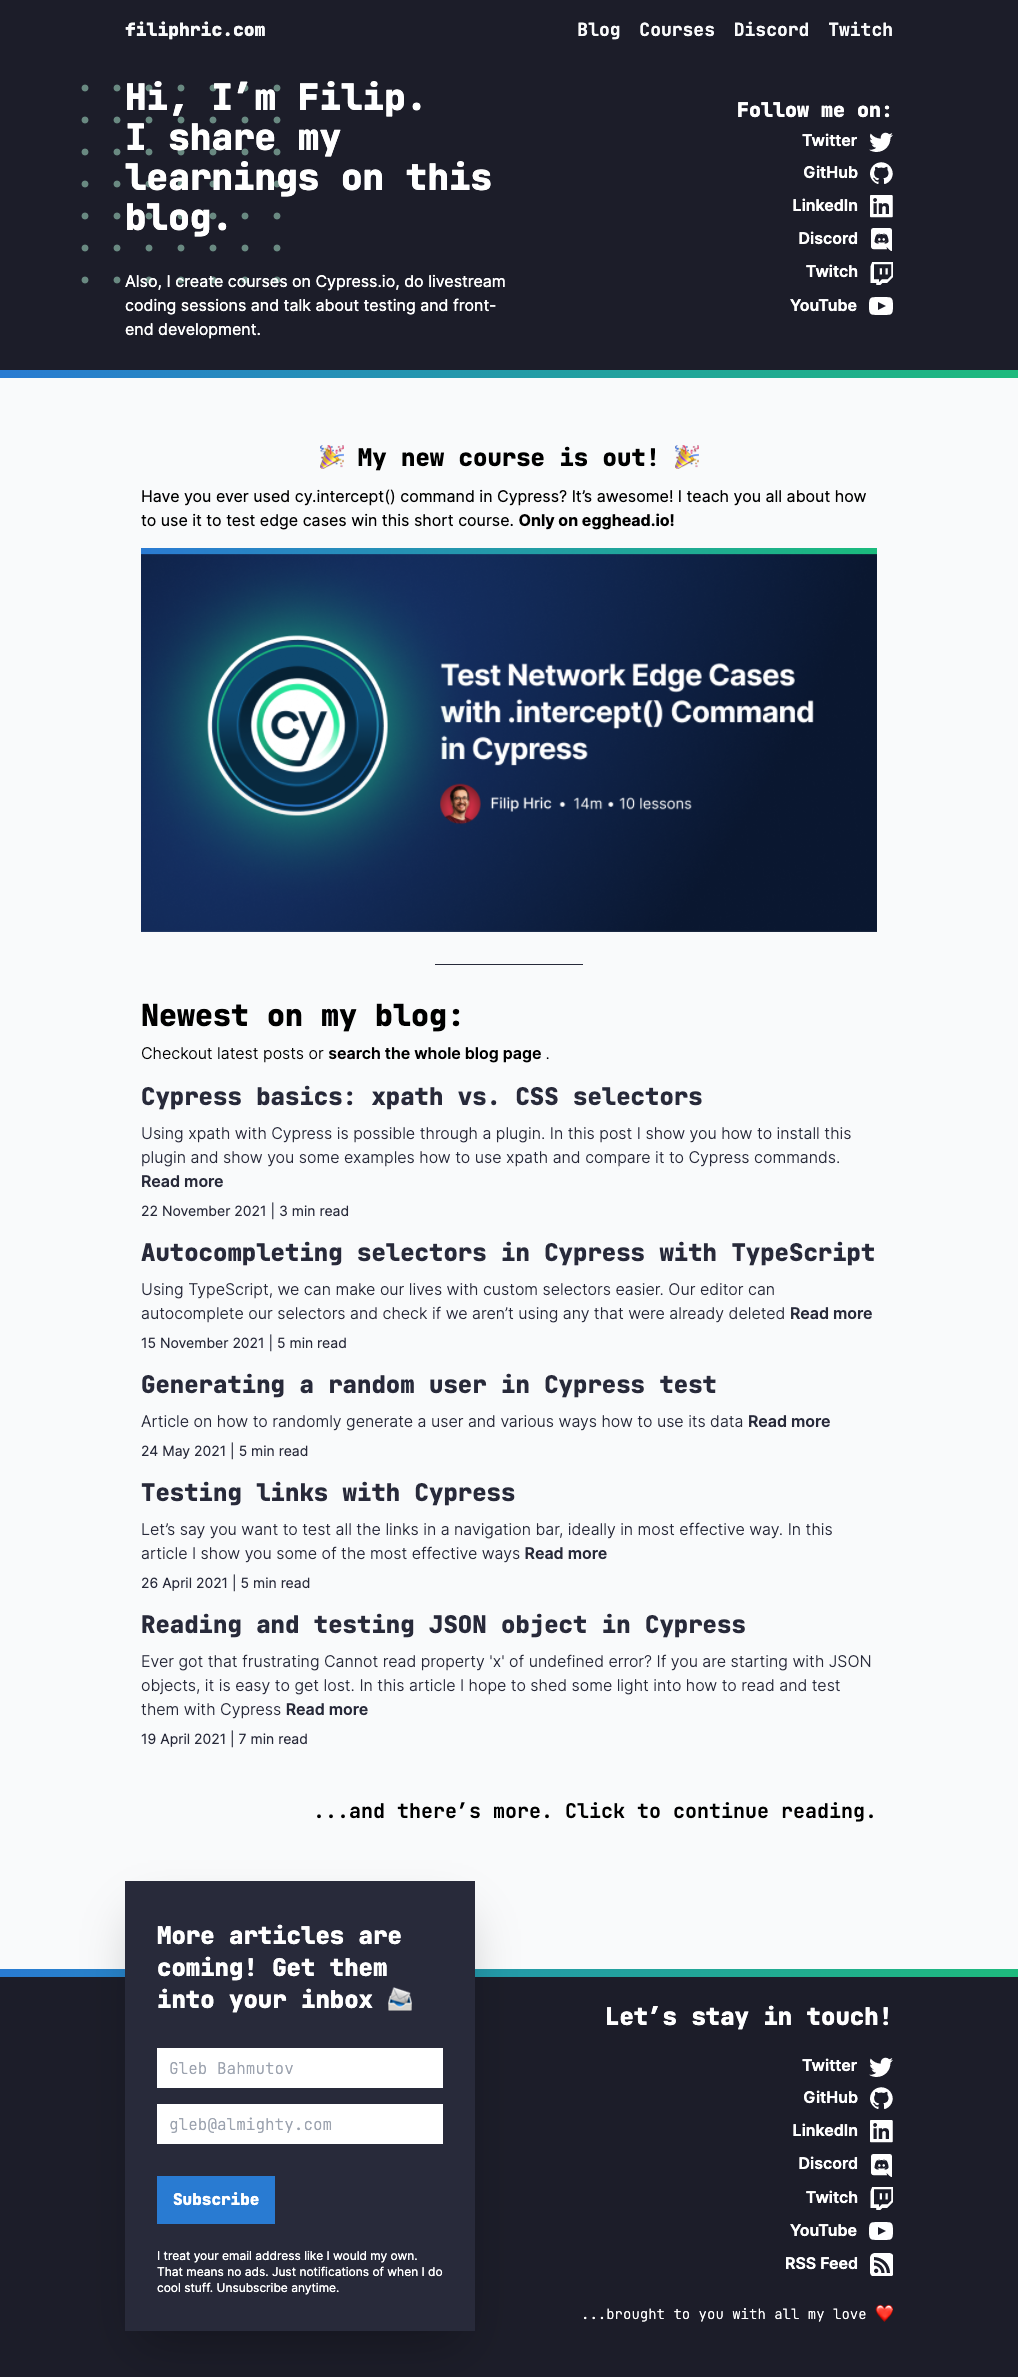 filiphric.com
Blog Courses Discord Twitch
Hi, I’m Filip.
I share my
learnings on this
blog.
Also, I create courses on Cypress.io, do livestream
coding sessions and talk about testing and front-
end development.
Follow me on:
Twitter
GitHub
LinkedIn
Discord
Twitch
YouTube
🎉 My new course is out! 🎉
Have you ever used cy.intercept() command in Cypress? It’s awesome! I teach you all about how
to use it to test edge cases win this short course. Only on egghead.io!
cy
Test Network Edge Cases
with .intercept() Command
in Cypress
Filip Hric • 14m • 10 lessons
Newest on my blog:
Checkout latest posts or search the whole blog page .
Cypress basics: xpath vs. CSS selectors
Using xpath with Cypress is possible through a plugin. In this post I show you how to install this
plugin and show you some examples how to use xpath and compare it to Cypress commands.
Read more
22 November 2021 | 3 min read
Autocompleting selectors in Cypress with TypeScript
Using TypeScript, we can make our lives with custom selectors easier. Our editor can
autocomplete our selectors and check if we aren’t using any that were already deleted Read more
15 November 2021 | 5 min read
Generating a random user in Cypress test
Article on how to randomly generate a user and various ways how to use its data Read more
24 May 2021 | 5 min read
Testing links with Cypress
Let’s say you want to test all the links in a navigation bar, ideally in most effective way. In this
article I show you some of the most effective ways Read more
26 April 2021 | 5 min read
Reading and testing JSON object in Cypress
Ever got that frustrating Cannot read property 'x' of undefined error? If you are starting with JSON
objects, it is easy to get lost. In this article I hope to shed some light into how to read and test
them with Cypress Read more
19 April 2021 | 7 min read
...and there’s more. Click to continue reading.
More articles are
coming! Get them
into your inbox 📨
Gleb Bahmutov
gleb@almighty.com
Subscribe
I treat your email address like I would my own.
That means no ads. Just notifications of when I do
cool stuff. Unsubscribe anytime.
Let’s stay in touch!
Twitter
GitHub
LinkedIn
Discord
Twitch
YouTube
RSS Feed
...brought to you with all my love ❤️